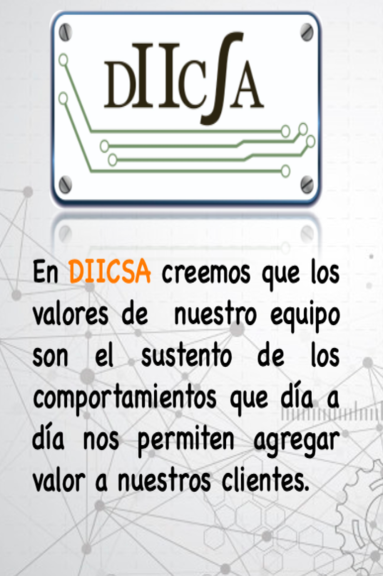 DIICSA
En DIICSA creemos que los
valores de nuestro equipo
son el sustento de los
comportamientos que día a
día nos permiten agregar
valor a nuestros clientes.